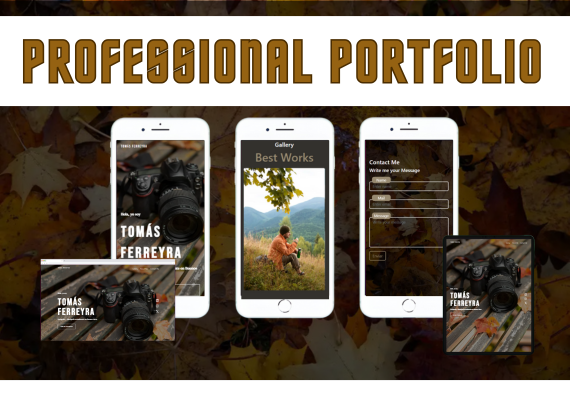 PROFESSIONAL PORTFOLIO
TOMÁS FERREYRA
Hola, yo soy
TOMÁS
FERREYRA
Gallery
Best Works
Contact Me
Write me your Message
Name
Mail
Message
TOMÁS
FERREYRA
TOMÁS
FERREYRA